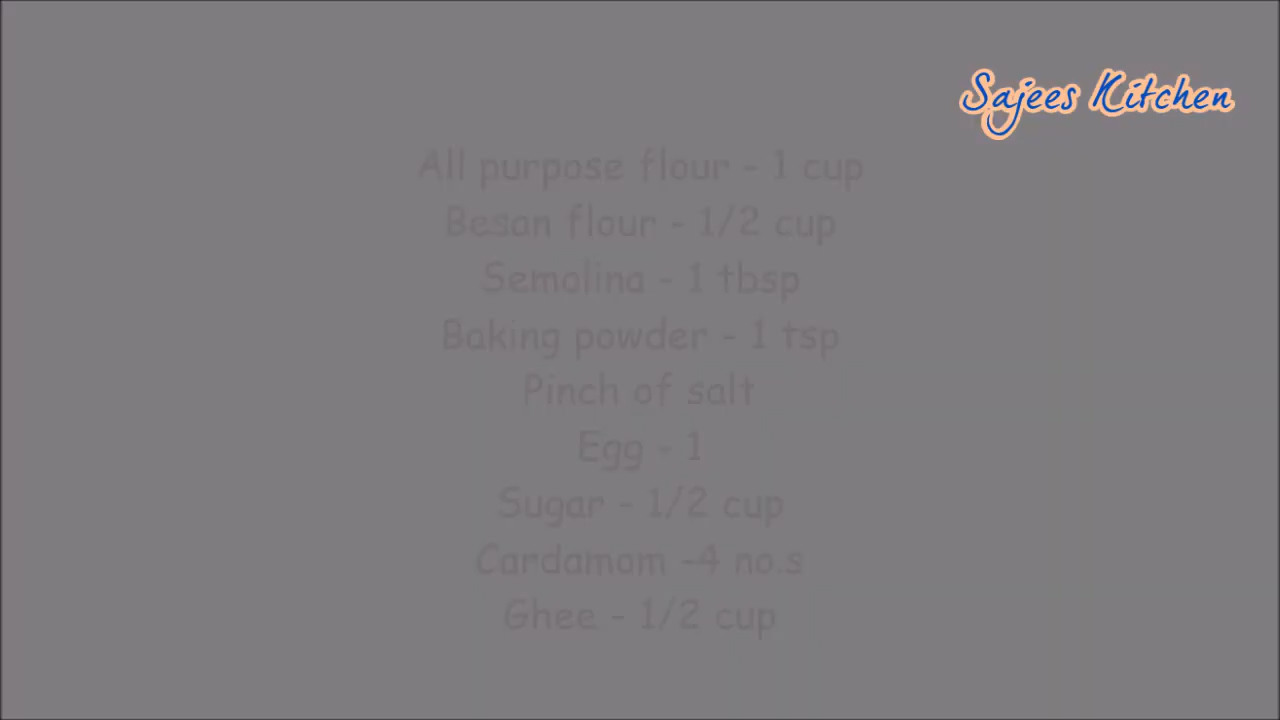 Sajees Kitchen
All purpose flour - 1 cup
Besan flour - 1/2 cup
Semolina - 1 tbsp
Baking powder - 1 tsp
Pinch of salt
Egg - 1
Sugar - 1/2 cup
Cardamom -4 no.s
Ghee - 1/2 cup